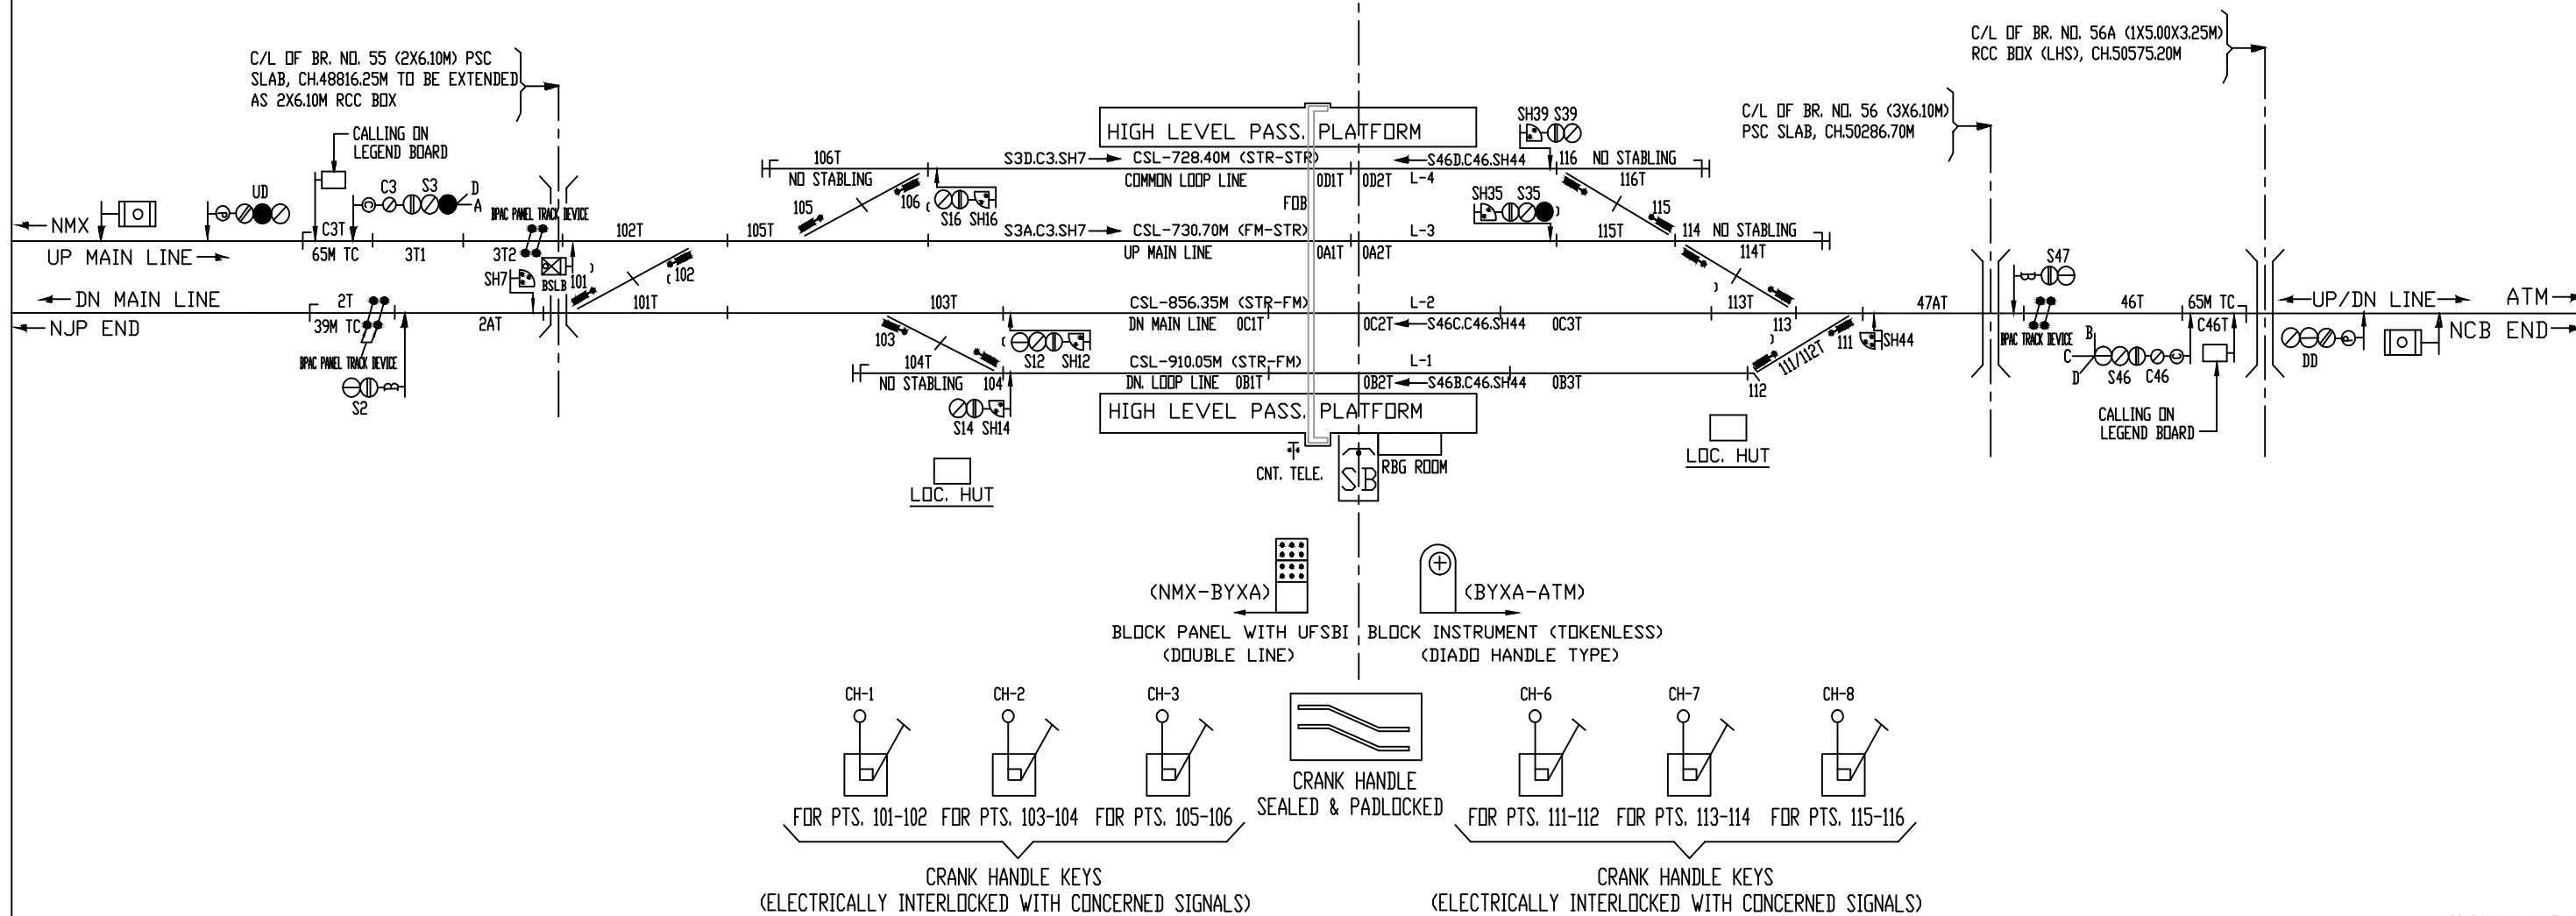 C/L OF BR. NO. 55 (2X6.10M) PSC
SLAB, CH.48816.25M TO BE EXTENDED
AS 2X6.10M RCC BOX
C/L OF BR. NO. 56A (1X5.00X3.25M)
RCC BOX (LHS), CH.50575.20M
C/L OF BR. NO. 56 (3X6.10M)
PSC SLAB, CH.50286.70M
CALLING ON
LEGEND BOARD
HIGH LEVEL PASS. PLATFORM
SH39 S39
106T
S3D.C3.SH7
CSL-728.40M (STR-STR)
S46D.C46.SH44
116
NO STABLING
NO STABLING
COMMON LOOP LINE
0D1T
0D2T
L-4
116T
UD
C3
S3
D
A
105
106
S16 SH16
FOB
SH35 S35
115
BPAC PANEL TRACK DEVICE
NMX
C3T
102T
105T
S3A.C3.SH7
CSL-730.70M (FM-STR)
L-3
115T
114
NO STABLING
UP MAIN LINE
65M TC
3T1
3T2
UP MAIN LINE
0A1T
0A2T
114T
S47
SH7
BSLB
101
102
DN MAIN LINE
2T
101T
103T
CSL-856.35M (STR-FM)
L-2
113T
47AT
46T
65M TC
UP/DN LINE
ATM
NJP END
39M TC
2AT
103
DN MAIN LINE
0C1T
0C2T
S46C.C46.SH44
0C3T
113
BPAC TRACK DEVICE
B
C46T
NCB END
BPAC PANEL TRACK DEVICE
104T
S12 SH12
CSL-910.05M (STR-FM)
L-1
111/112T
111
SH44
C
D
S46
C46
DD
NO STABLING
104
DN. LOOP LINE
0B1T
0B2T
S46B.C46.SH44
0B3T
112
S2
S14 SH14
HIGH LEVEL PASS. PLATFORM
CALLING ON
LEGEND BOARD
LOC. HUT
CNT. TELE.
SB
RBG ROOM
LOC. HUT
(NMX-BYXA)
(BYXA-ATM)
BLOCK PANEL WITH UFSBI
(DOUBLE LINE)
BLOCK INSTRUMENT (TOKENLESS)
(DIADO HANDLE TYPE)
CH-1
CH-2
CH-3
CH-6
CH-7
CH-8
CRANK HANDLE
SEALED & PADLOCKED
FOR PTS. 101-102
FOR PTS. 103-104
FOR PTS. 105-106
FOR PTS. 111-112
FOR PTS. 113-114
FOR PTS. 115-116
CRANK HANDLE KEYS
(ELECTRICALLY INTERLOCKED WITH CONCERNED SIGNALS)
CRANK HANDLE KEYS
(ELECTRICALLY INTERLOCKED WITH CONCERNED SIGNALS)